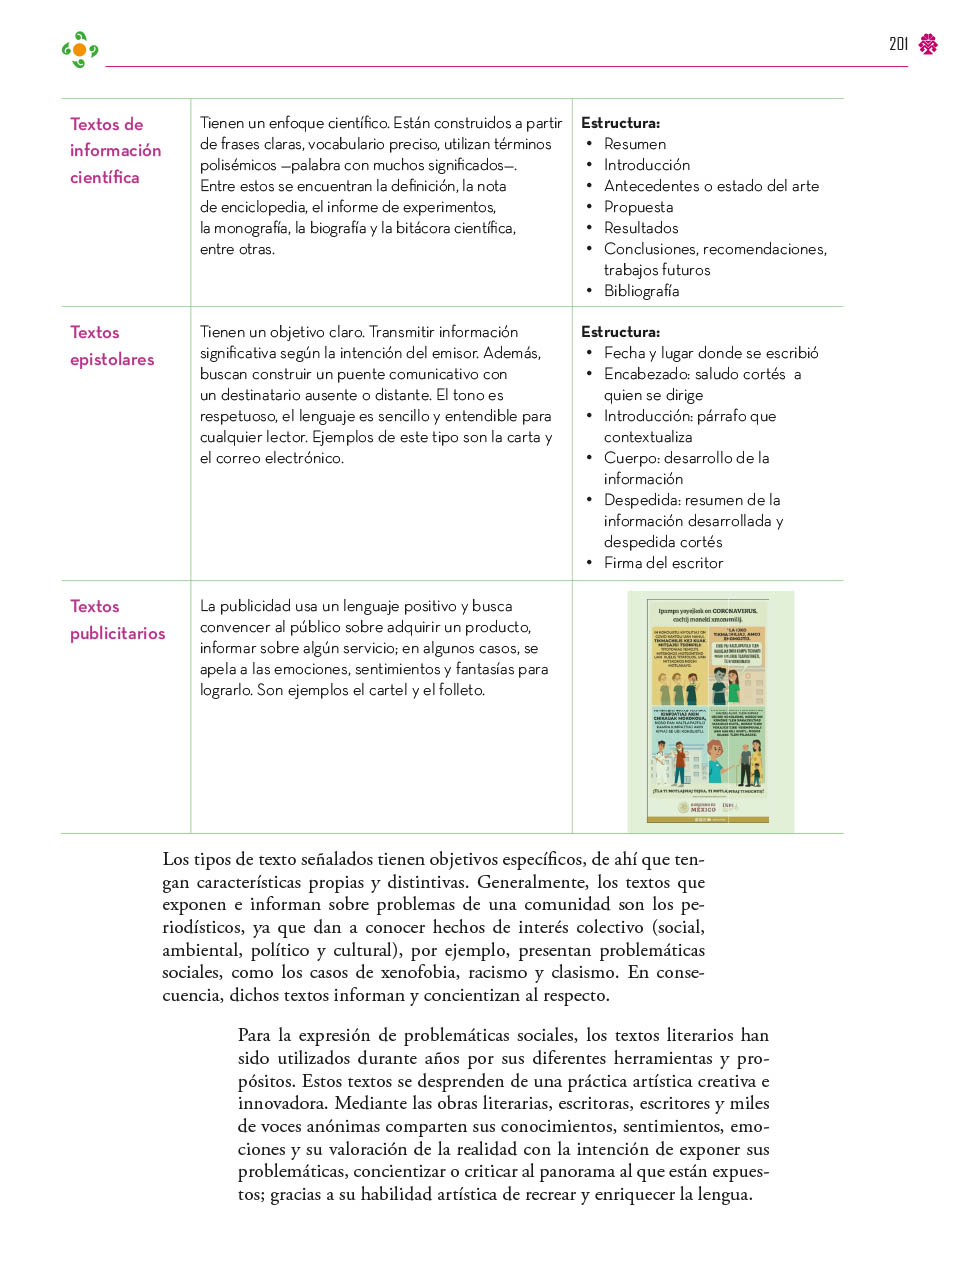 201
Textos de
información
científica
Tienen un enfoque científico. Están construidos a partir
de frases claras, vocabulario preciso, utilizan términos
polisémicos —palabra con muchos significados—.
Entre estos se encuentran la definición, la nota
de enciclopedia, el informe de experimentos,
la monografía, la biografía y la bitácora científica,
entre otras.
Estructura:
• Resumen
• Introducción
• Antecedentes o estado del arte
• Propuesta
• Resultados
• Conclusiones, recomendaciones,
trabajos futuros
• Bibliografía
Textos
epistolares
Tienen un objetivo claro. Transmitir información
significativa según la intención del emisor. Además,
buscan construir un puente comunicativo con
un destinatario ausente o distante. El tono es
respetuoso, el lenguaje es sencillo y entendible para
cualquier lector. Ejemplos de este tipo son la carta y
el correo electrónico.
Estructura:
• Fecha y lugar donde se escribió
• Encabezado: saludo cortés a
quien se dirige
• Introducción: párrafo que
contextualiza
• Cuerpo: desarrollo de la
información
• Despedida: resumen de la
información desarrollada y
despedida cortés
• Firma del escritor
Textos
publicitarios
La publicidad usa un lenguaje positivo y busca
convencer al público sobre adquirir un producto,
informar sobre algún servicio; en algunos casos, se
apela a las emociones, sentimientos y fantasías para
lograrlo. Son ejemplos el cartel y el folleto.
Ipampa yeyejkok on CORONAVERUS,
GOBIERNO DE
MÉXICO
INPI
Los tipos de texto señalados tienen objetivos específicos, de ahí que ten-
gan características propias y distintivas. Generalmente, los textos que
exponen e informan sobre problemas de una comunidad son los pe-
riodísticos, ya que dan a conocer hechos de interés colectivo (social,
ambiental, político y cultural), por ejemplo, presentan problemáticas
sociales, como los casos de xenofobia, racismo y clasismo. En conse-
cuencia, dichos textos informan y concientizan al respecto.
Para la expresión de problemáticas sociales, los textos literarios han
sido utilizados durante años por sus diferentes herramientas y pro-
pósitos. Estos textos se desprenden de una práctica artística creativa e
innovadora. Mediante las obras literarias, escritoras, escritores y miles
de voces anónimas comparten sus conocimientos, sentimientos, emo-
ciones y su valoración de la realidad con la intención de exponer sus
problemáticas, concientizar o criticar al panorama al que están expues-
tos; gracias a su habilidad artística de recrear y enriquecer la lengua.